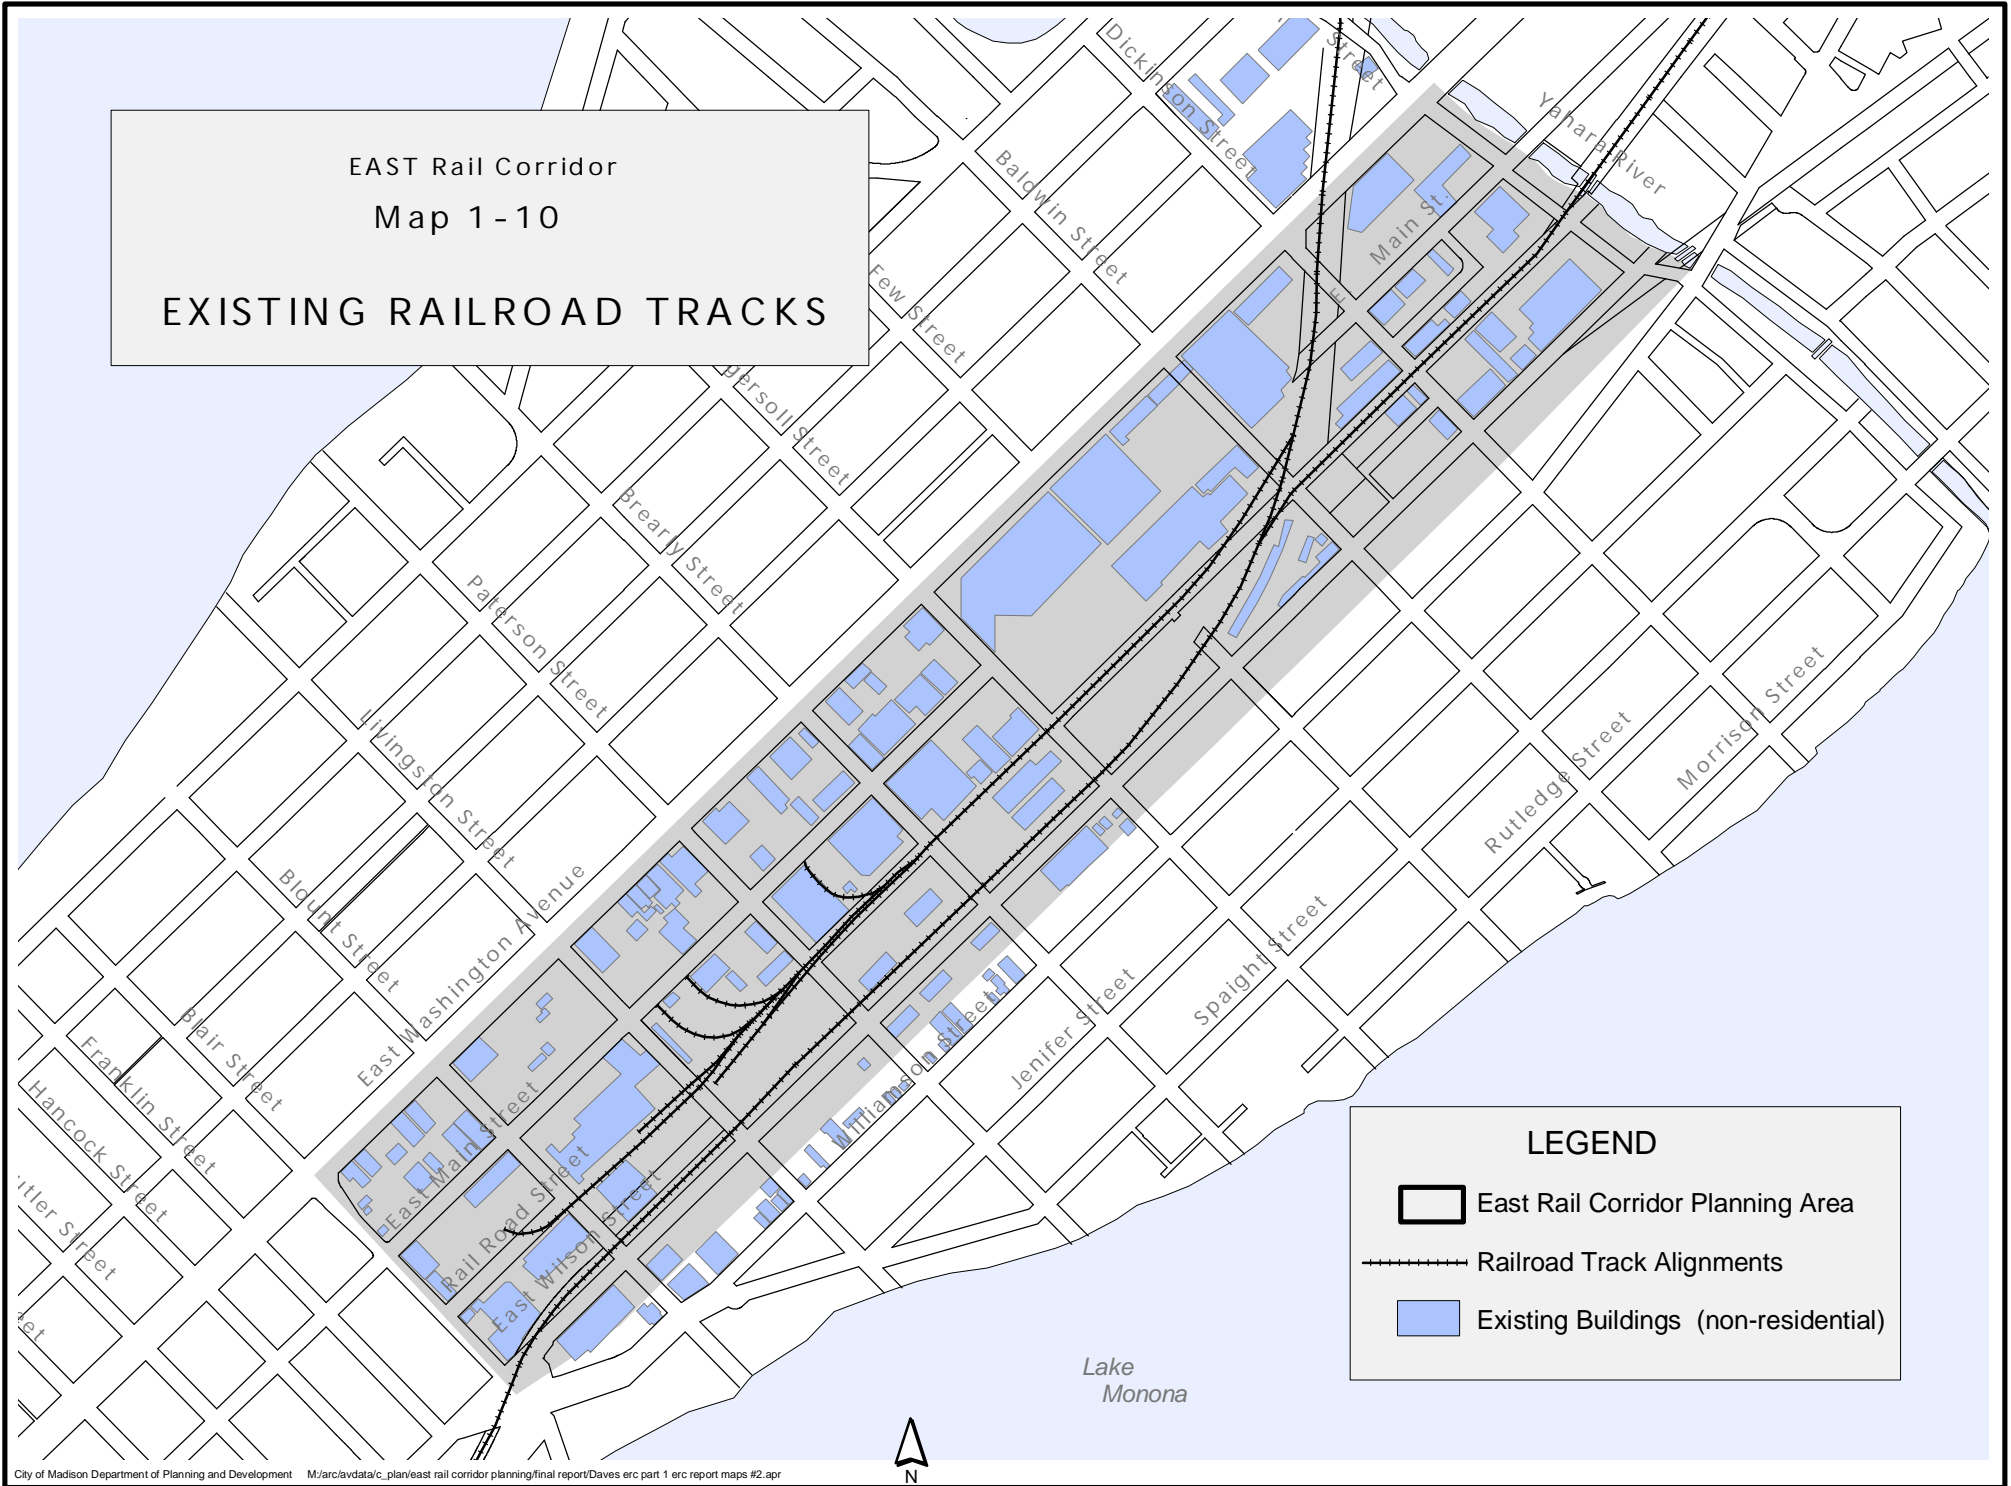 EAST Rail Corridor
Map 1-10
EXISTING RAILROAD TRACKS
Dickinson Street
Street
Yahara River
Baldwin Street
Main St.
E
Few Street
gersoll Street
Brearly Street
Paterson Street
Livingston Street
Blount Street
East Washington Avenue
Blair Street
Franklin Street
Hancock Street
utler Street
eet
East Main Street
Rail Road Street
East Wilson Street
Williamson Street
Jenifer Street
Spaight Street
Rutledge Street
Morrison Street
Lake
Monona
LEGEND
East Rail Corridor Planning Area
Railroad Track Alignments
Existing Buildings (non-residential)
N
City of Madison Department of Planning and Development M:/arc/avdata/c_plan/east rail corridor planning/final report/Daves erc part 1 erc report maps #2.apr